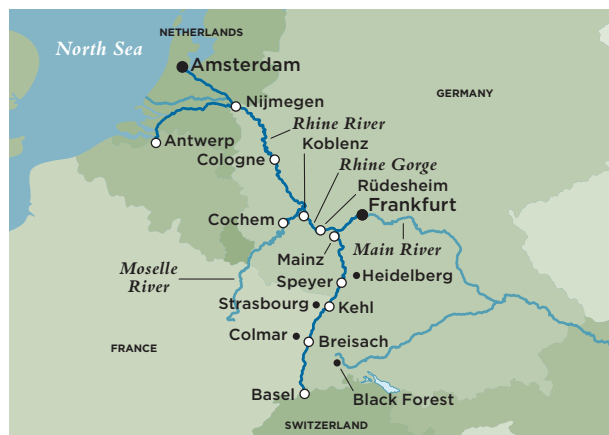 NETHERLANDS
North Sea
Amsterdam
GERMANY
Nijmegen
Rhine River
Antwerp
Koblenz
Cologne
Rhine Gorge
Rüdesheim
Frankfurt
Cochem
Main River
Mainz
Moselle
River
Heidelberg
Speyer
Strasbourg
Kehl
Colmar
Breisach
FRANCE
Basel
Black Forest
SWITZERLAND